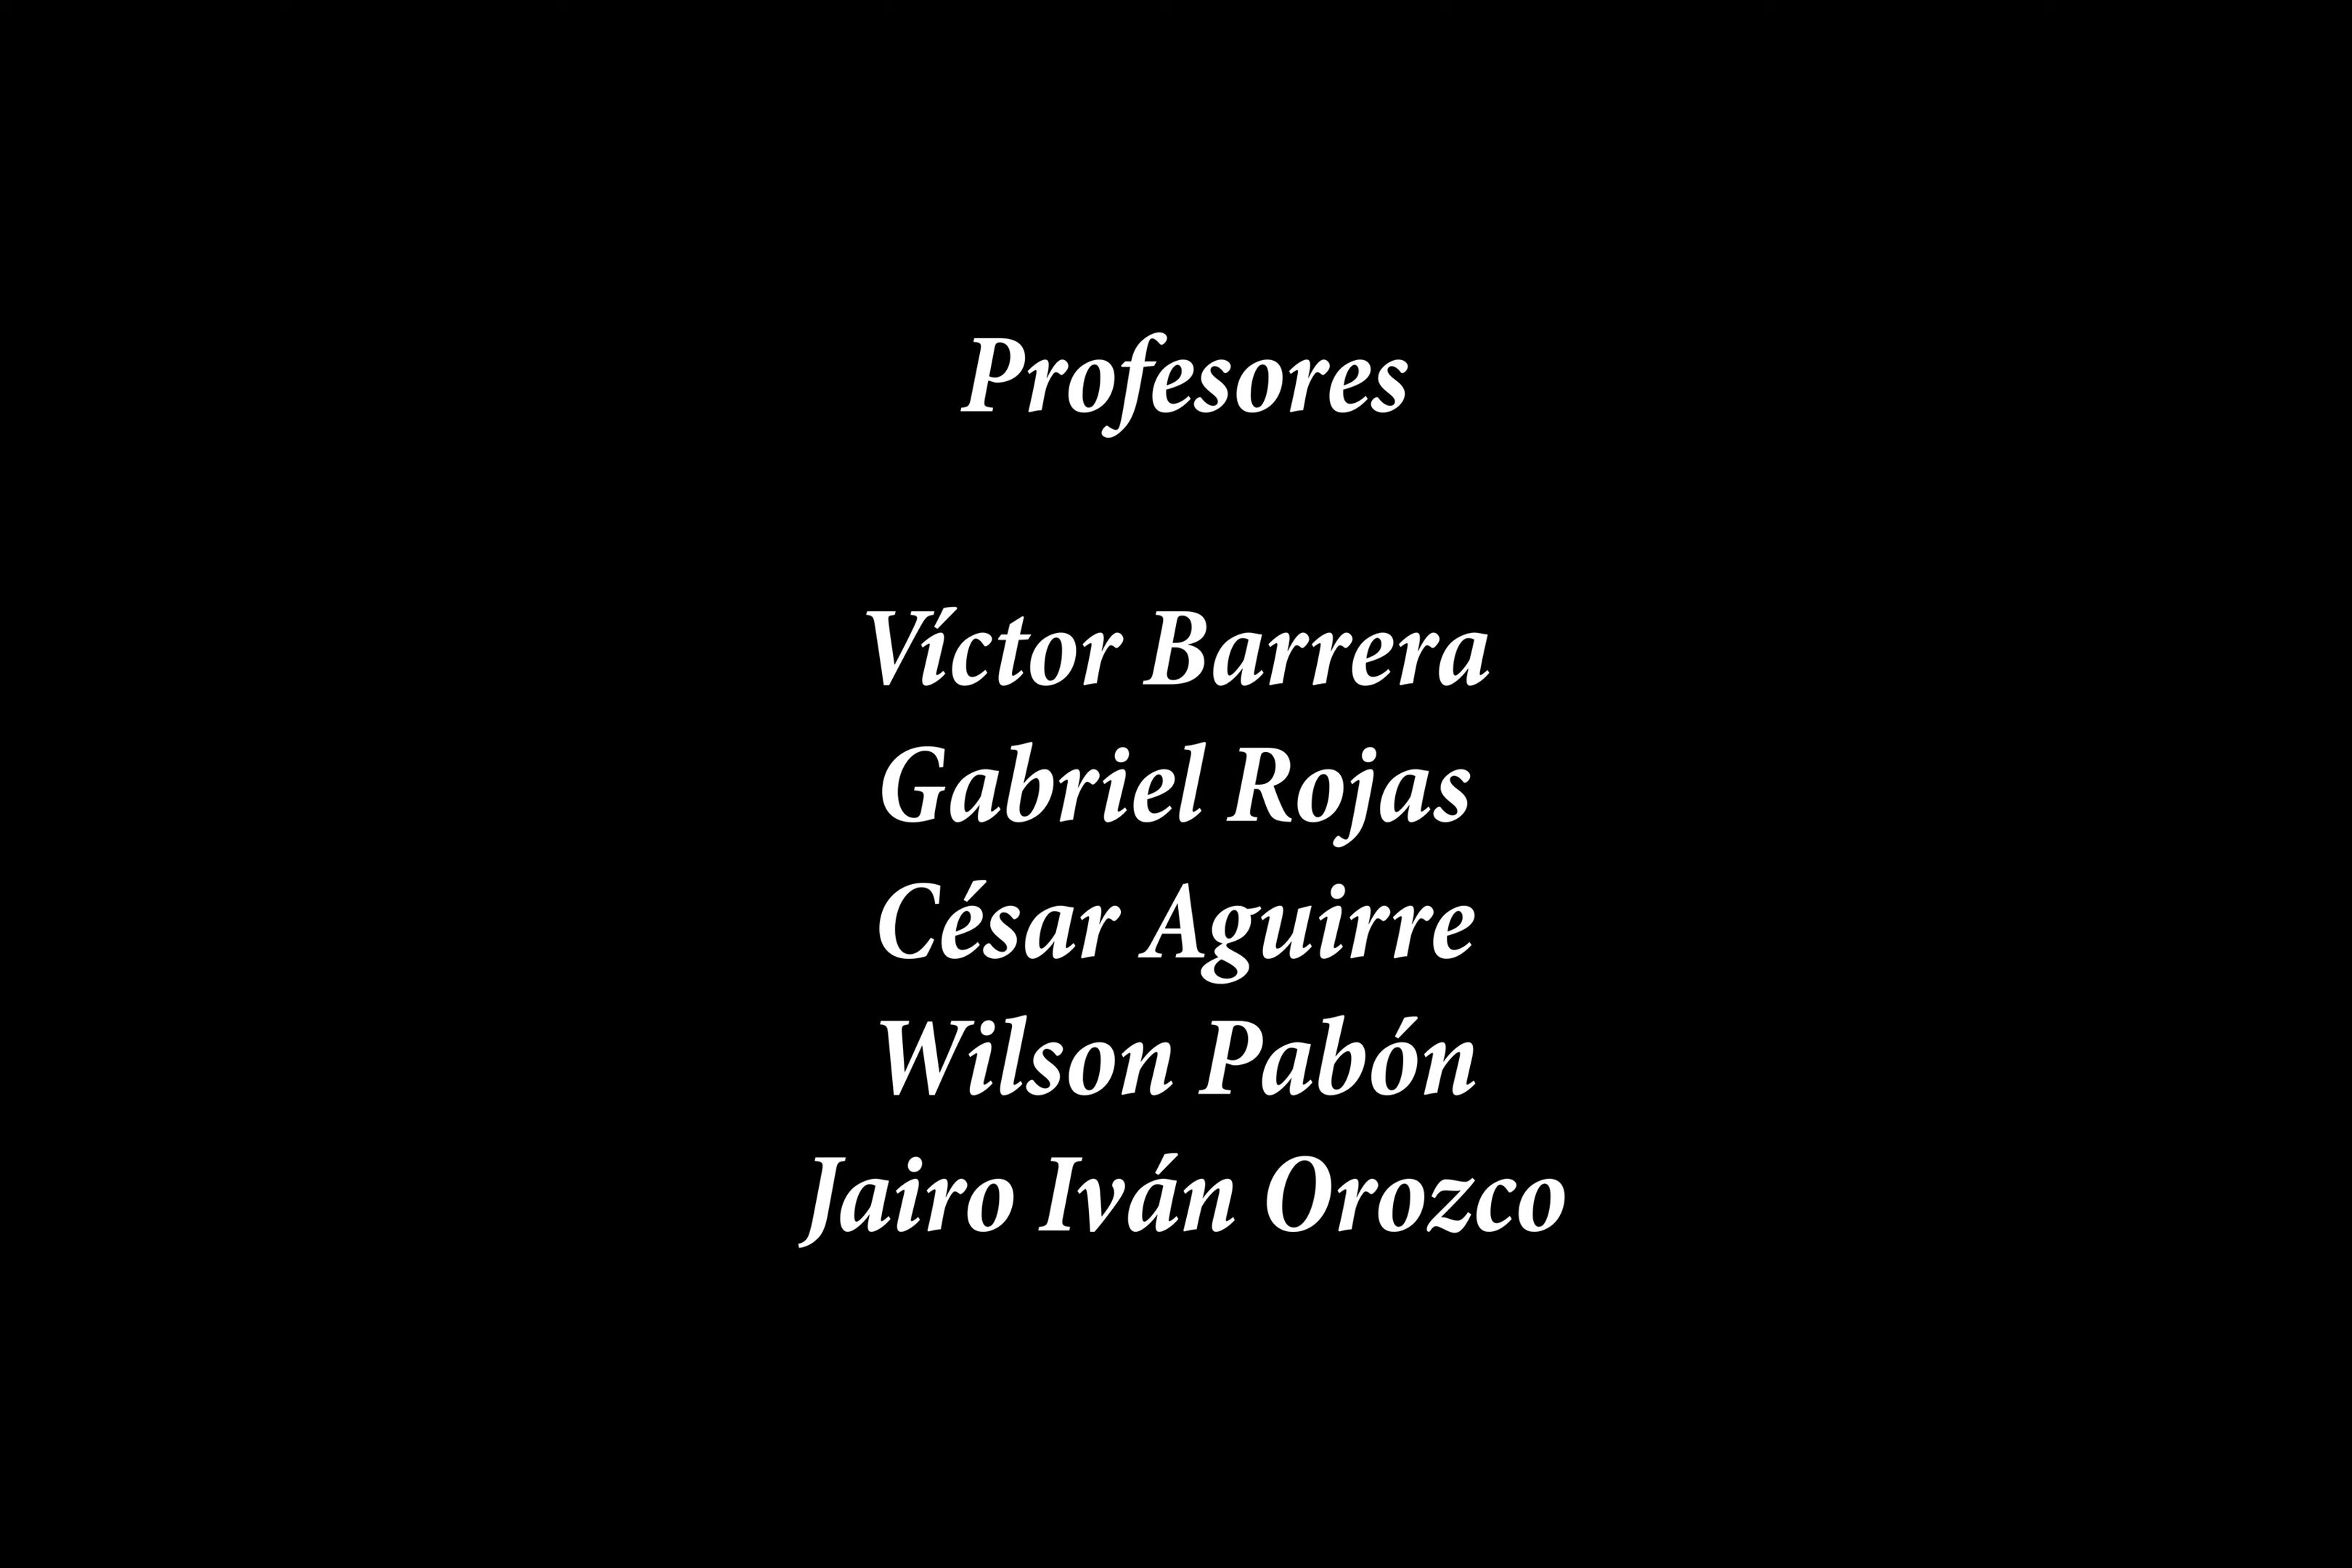 Profesores
Víctor Barrera
Gabriel Rojas
César Aguirre
Wilson Pabón
Jairo Iván Orozco